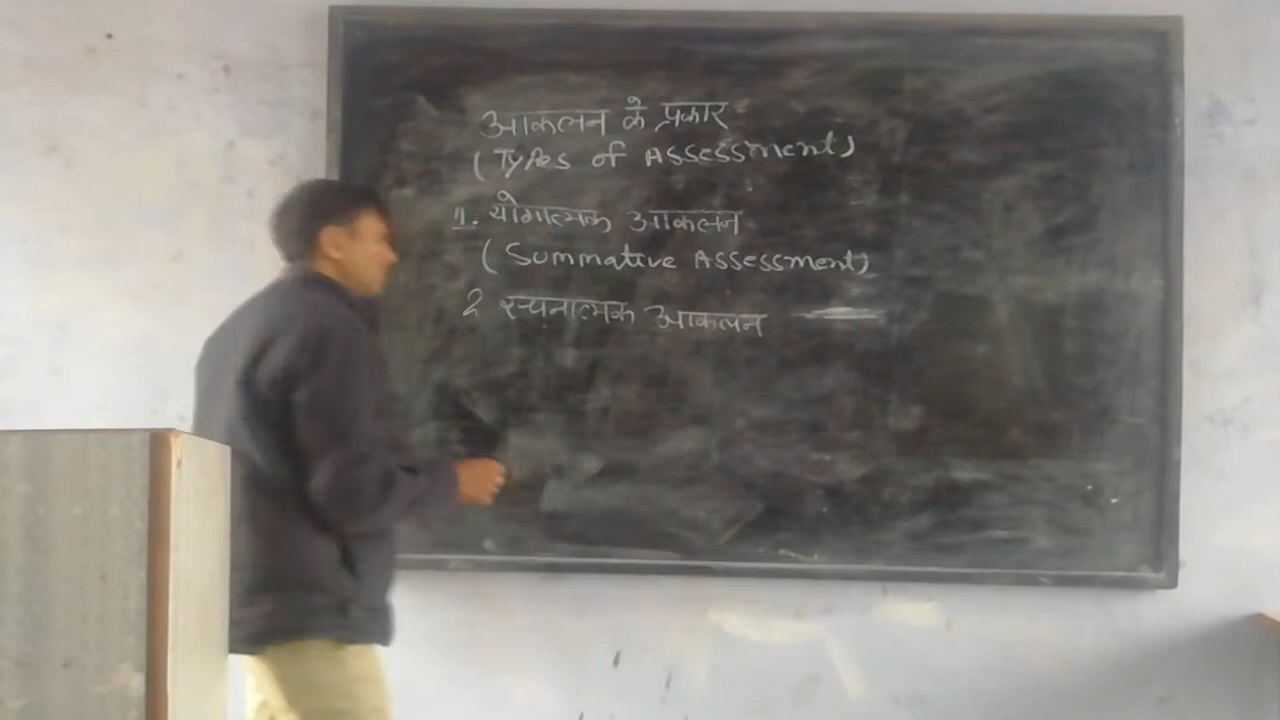 आकलन के प्रकार
(Types of Assessment)
1. योगात्मक आकलन
(Summative Assessment)
2 रचनात्मक आकलन